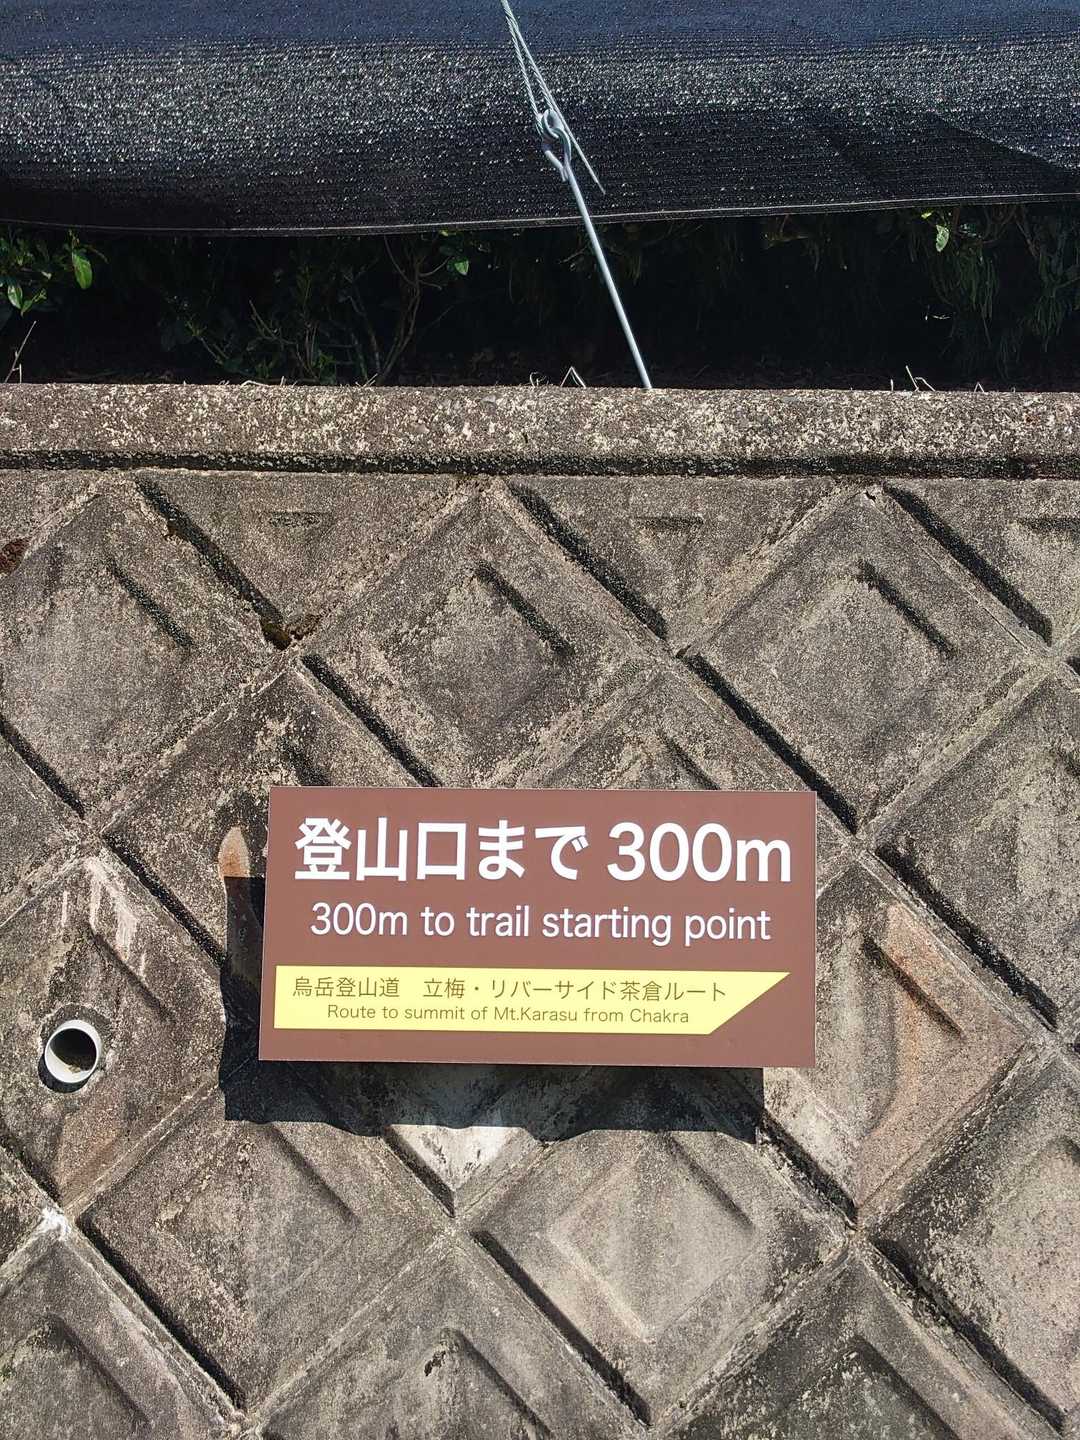 登山口まで 300m
300m to trail starting point
烏岳登山道　立梅・リバーサイド茶倉ルート
Route to summit of Mt.Karasu from Chakra